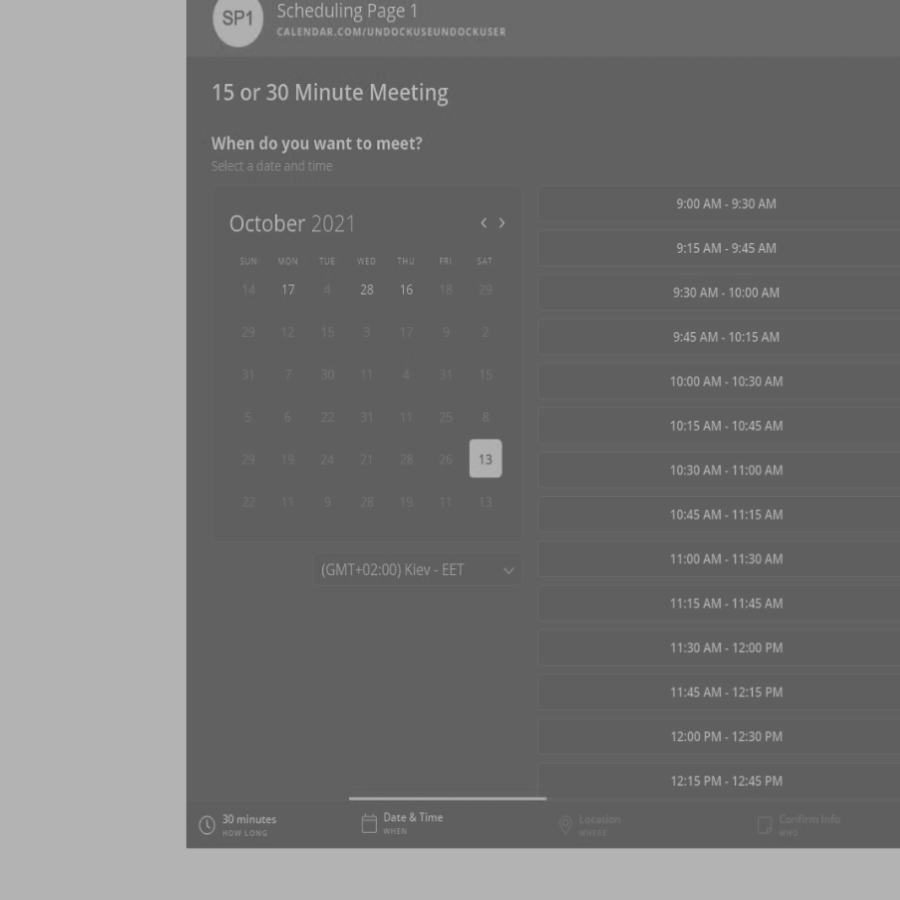 SP1
Scheduling Page 1
CALENDAR.COM/UNDOCKUSEUNDOCKUSER
15 or 30 Minute Meeting
When do you want to meet?
Select a date and time
October 2021
SUN MON TUE WED THU FRI SAT
14 17 4 28 16 18 29
29 12 15 3 17 9 2
31 7 30 11 4 31 15
5 6 22 31 11 25 8
29 19 24 21 28 26 13
22 11 9 28 19 11 13
(GMT+02:00) Kiev - EET
9:00 AM - 9:30 AM
9:15 AM - 9:45 AM
9:30 AM - 10:00 AM
9:45 AM - 10:15 AM
10:00 AM - 10:30 AM
10:15 AM - 10:45 AM
10:30 AM - 11:00 AM
10:45 AM - 11:15 AM
11:00 AM - 11:30 AM
11:15 AM - 11:45 AM
11:30 AM - 12:00 PM
11:45 AM - 12:15 PM
12:00 PM - 12:30 PM
12:15 PM - 12:45 PM
30 minutes
HOW LONG
Date & Time
WHEN
Locasion
WHERE
Confirm Info
WHO